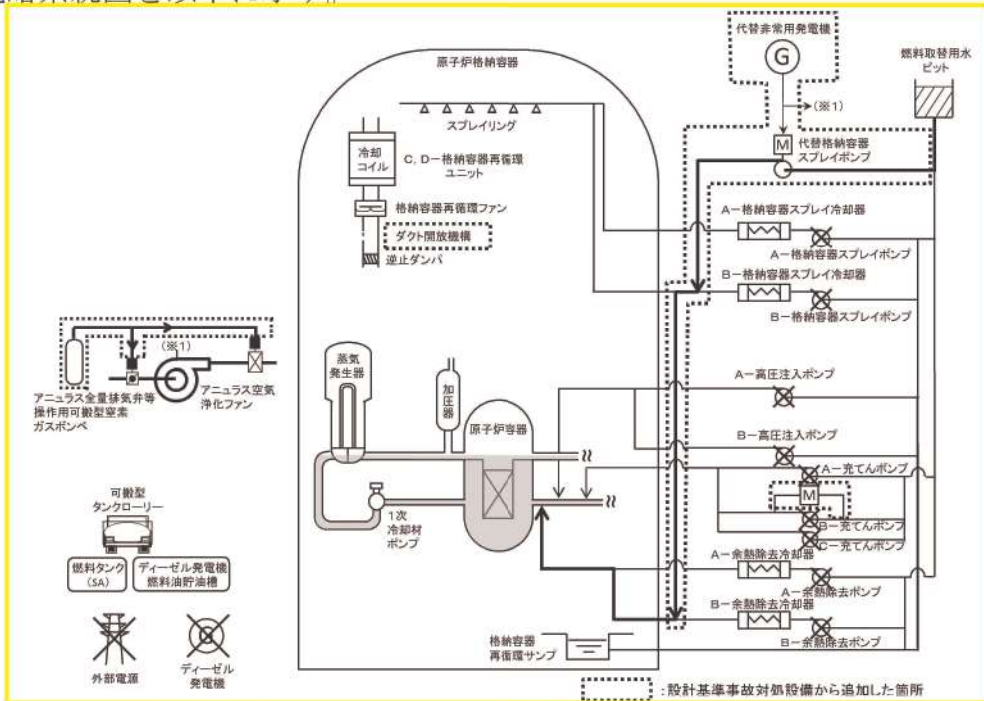 代替非常用発電機
G
燃料取替用水
ピット
原子炉格納容器
(※1)
スプレイリング
M
代替格納容器
スプレイポンプ
冷却
コイル
C,D-格納容器再循環
ユニット
格納容器再循環ファン
ダクト開放機構
逆止ダンパ
A-格納容器スプレイ冷却器
A-格納容器スプレイポンプ
B-格納容器スプレイ冷却器
B-格納容器スプレイポンプ
(※1)
アニュラス全量排気弁等
操作用可搬型窒素
ガスボンベ
アニュラス空気
浄化ファン
蒸気
発生器
加圧器
原子炉容器
1次
冷却材
ポンプ
A-高圧注入ポンプ
B-高圧注入ポンプ
A-充てんポンプ
M
B-充てんポンプ
C-充てんポンプ
A-余熱除去冷却器
A-余熱除去ポンプ
B-余熱除去冷却器
B-余熱除去ポンプ
可搬型
タンクローリー
燃料タンク
(SA)
ディーゼル発電機
燃料油貯油槽
外部電源
ディーゼル
発電機
格納容器
再循環サンプ
:設計基準事故対処設備から追加した箇所